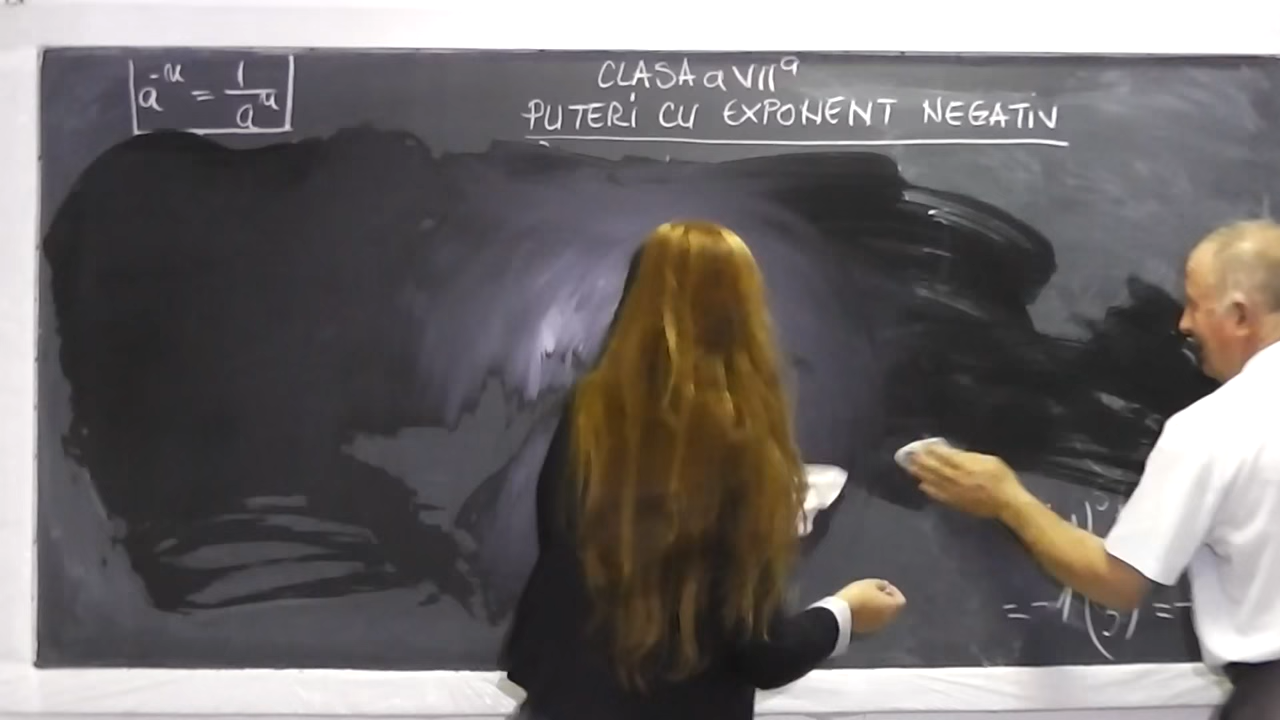 a⁻ⁿ = 1/aⁿ
CLASA a VII a
PUTERI CU EXPONENT NEGATIV